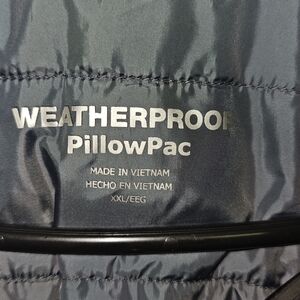 WEATHERPROOF
PillowPac
MADE IN VIETNAM
HECHO EN VIETNAM
XXL/EEG